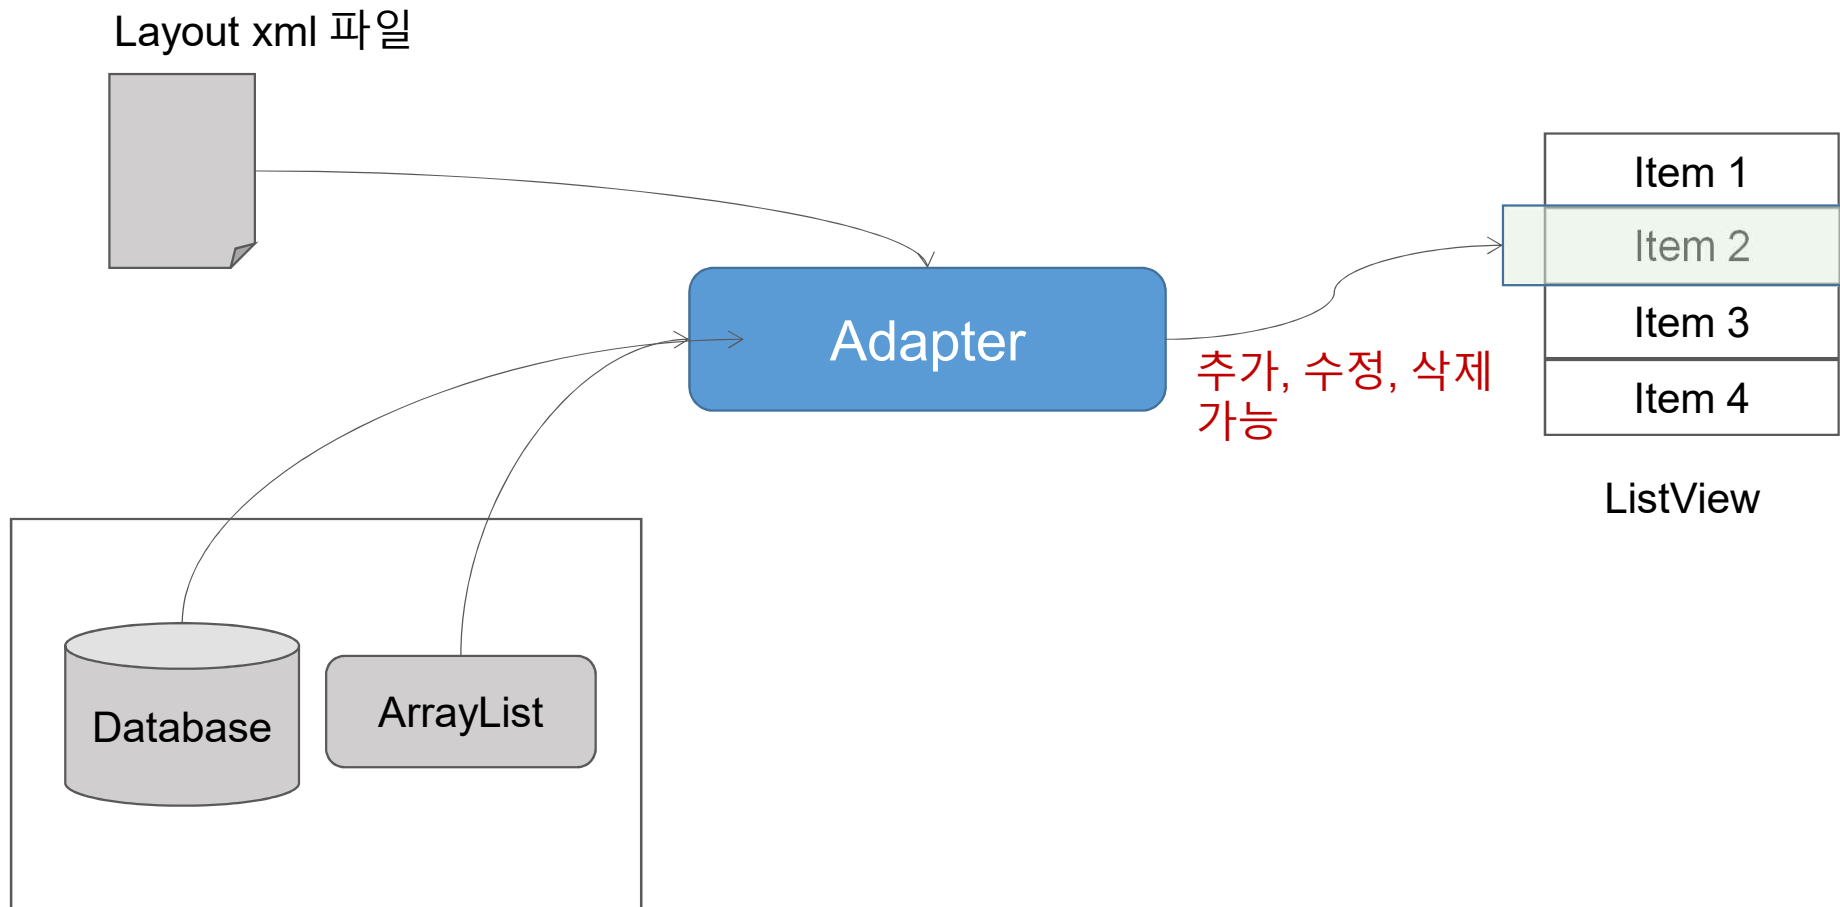 Layout xml 파일
Item 1
Item 2
Adapter
Item 3
추가, 수정, 삭제
가능
Item 4
ListView
Database
ArrayList